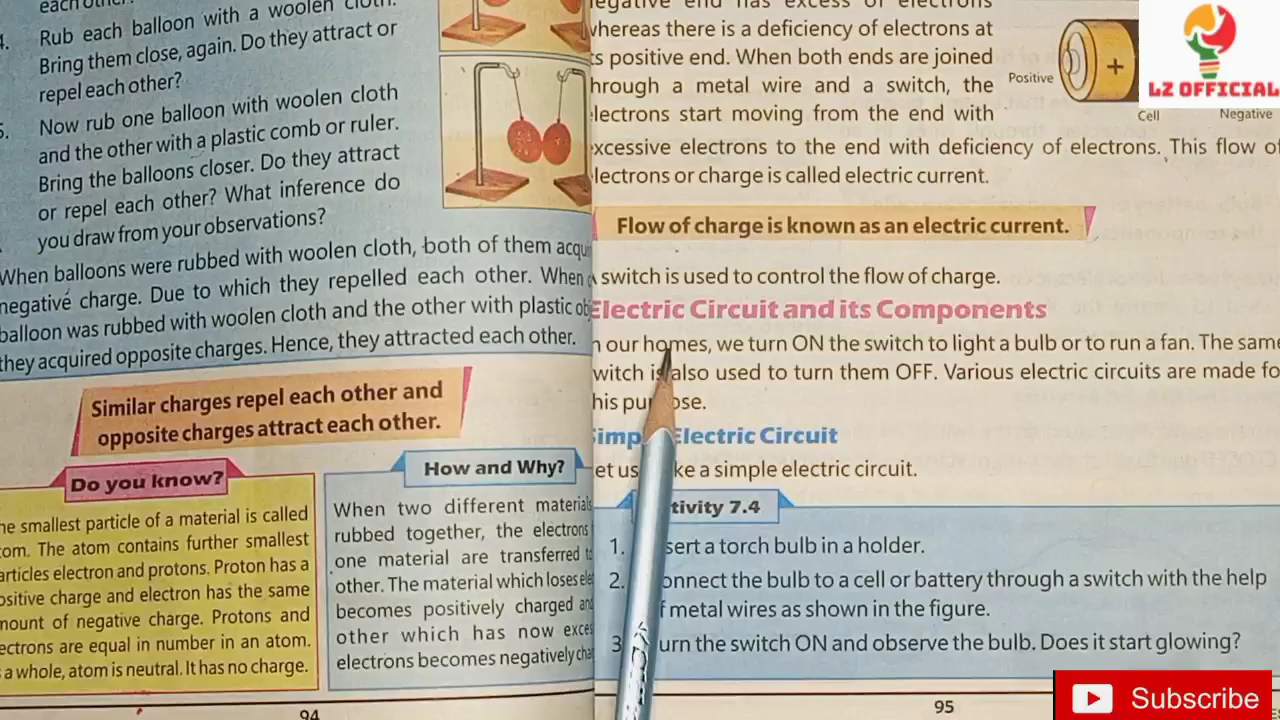 each other.
4. Rub each balloon with a woolen cloth.
Bring them close, again. Do they attract or
repel each other?
5. Now rub one balloon with woolen cloth
and the other with a plastic comb or ruler.
Bring the balloons closer. Do they attract
or repel each other? What inference do
you draw from your observations?
When balloons were rubbed with woolen cloth, both of them acqu
negative charge. Due to which they repelled each other. When
balloon was rubbed with woolen cloth and the other with plastic ob
they acquired opposite charges. Hence, they attracted each other.
Similar charges repel each other and
opposite charges attract each other.
Do you know?
he smallest particle of a material is called
tom. The atom contains further smallest
articles electron and protons. Proton has a
ositive charge and electron has the same
mount of negative charge. Protons and
ectrons are equal in number in an atom.
a whole, atom is neutral. It has no charge.
How and Why?
When two different materials
rubbed together, the electrons
one material are transferred to
other. The material which loses ele
becomes positively charged and
other which has now exces
electrons becomes negatively cha
94
egative end has excess of electrons
whereas there is a deficiency of electrons at
ts positive end. When both ends are joined
hrough a metal wire and a switch, the
electrons start moving from the end with
excessive electrons to the end with deficiency of electrons. This flow of
lectrons or charge is called electric current.
Positive
Cell
Negative
+
LZ OFFICIAL
Flow of charge is known as an electric current.
A switch is used to control the flow of charge.
Electric Circuit and its Components
n our homes, we turn ON the switch to light a bulb or to run a fan. The same
witch is also used to turn them OFF. Various electric circuits are made fo
his purpose.
Simp Electric Circuit
et us ke a simple electric circuit.
tivity 7.4
1. sert a torch bulb in a holder.
2. onnect the bulb to a cell or battery through a switch with the help
f metal wires as shown in the figure.
3 urn the switch ON and observe the bulb. Does it start glowing?
95
Subscribe